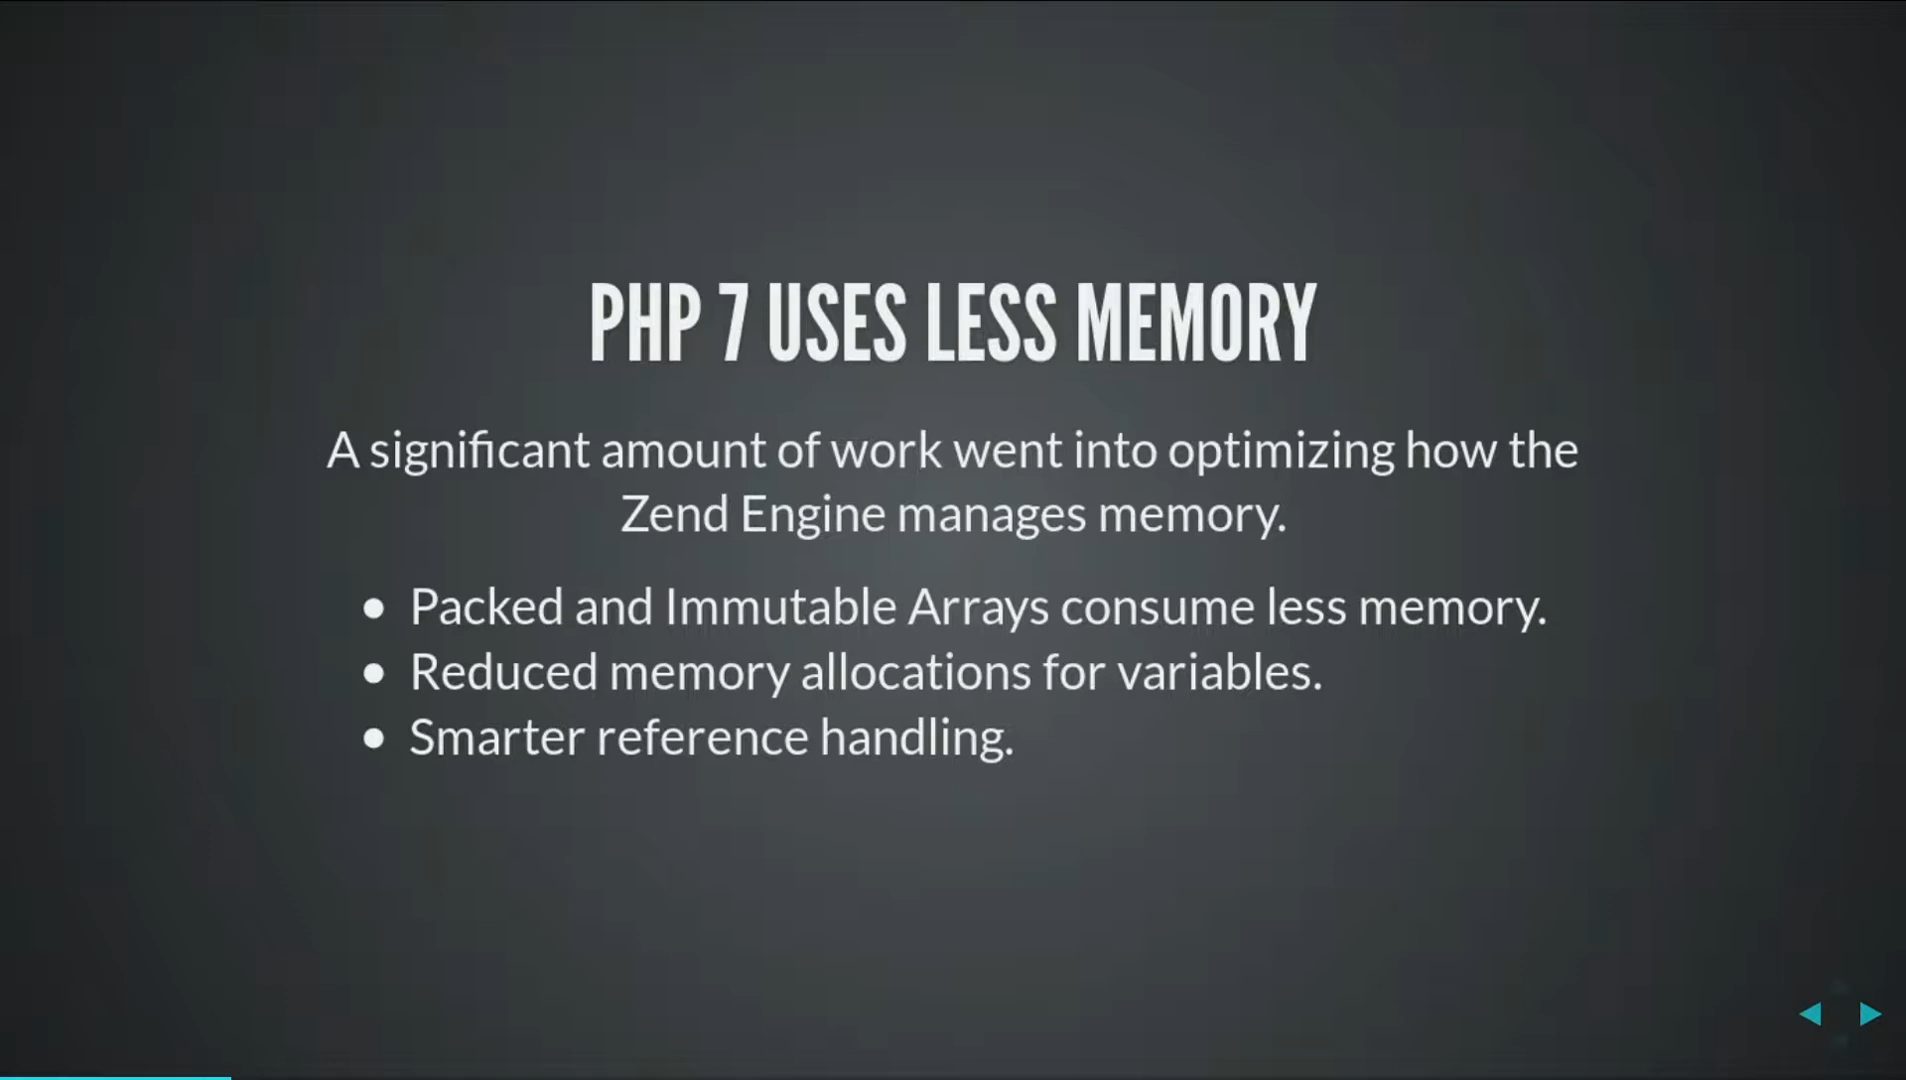 PHP 7 USES LESS MEMORY
A significant amount of work went into optimizing how the
Zend Engine manages memory.
• Packed and Immutable Arrays consume less memory.
• Reduced memory allocations for variables.
• Smarter reference handling.